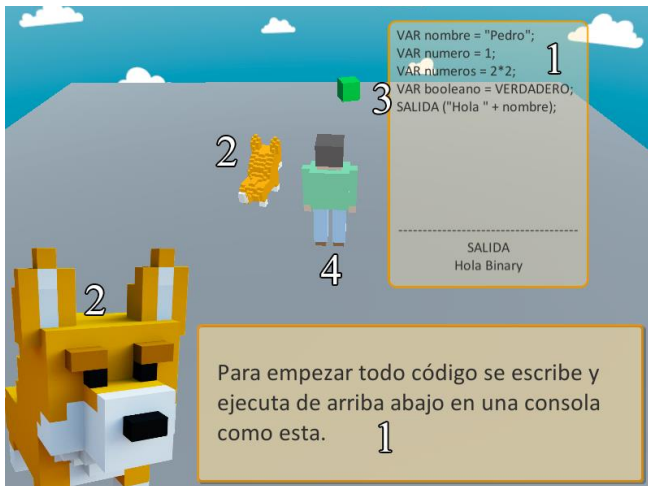 VAR nombre = "Pedro";
VAR numero = 1;
VAR numeros = 2*2;
VAR booleano = VERDADERO;
SALIDA ("Hola " + nombre);
1
3
2
4
------------------------------------
SALIDA
Hola Binary
2
Para empezar todo código se escribe y
ejecuta de arriba abajo en una consola
como esta.
1